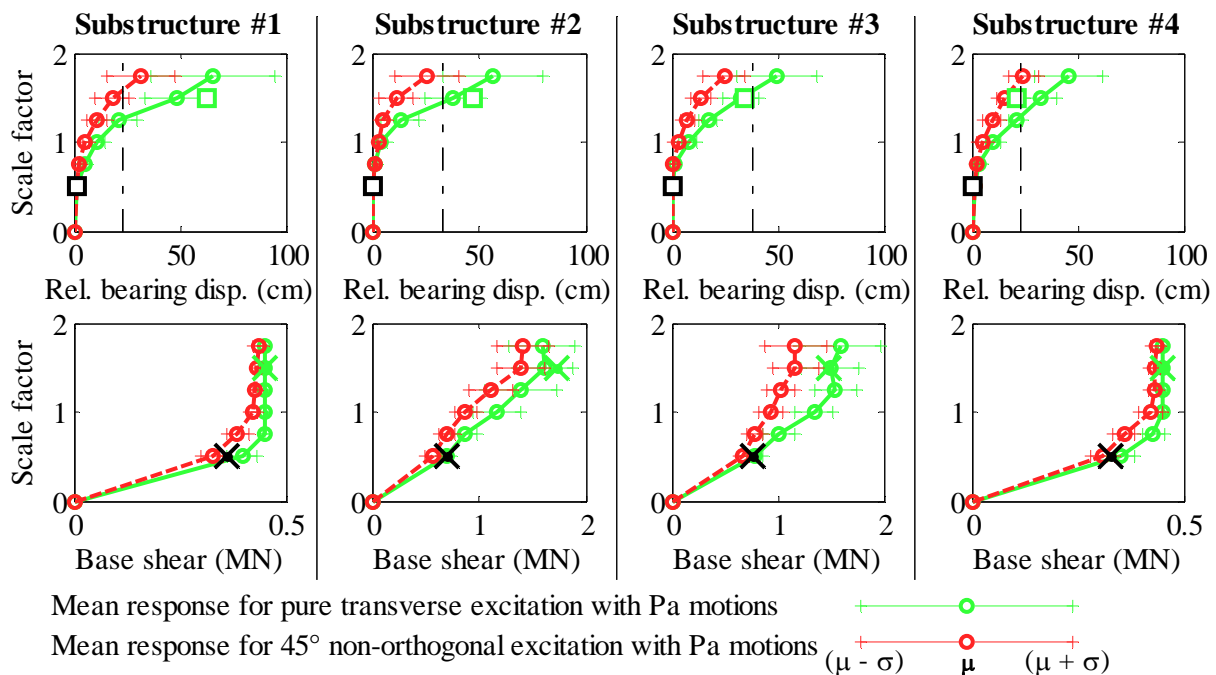 Substructure #1 Substructure #2 Substructure #3 Substructure #4
Scale factor
2 2 2 2
1 1 1 1
0 0 0 0
0 50 100 0 50 100 0 50 100 0 50 100
Rel. bearing disp. (cm) Rel. bearing disp. (cm) Rel. bearing disp. (cm) Rel. bearing disp. (cm)
Scale factor
2 2 2 2
1 1 1 1
0 0 0 0
0 0.5 0 1 2 0 1 2 0 0.5
Base shear (MN) Base shear (MN) Base shear (MN) Base shear (MN)
Mean response for pure transverse excitation with Pa motions
Mean response for 45° non-orthogonal excitation with Pa motions
(μ - σ) μ (μ + σ)